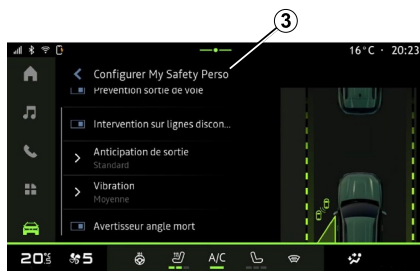 3
16°C · 20:23
Configurer My Safety Perso
Prévention sortie de voie
Intervention sur lignes discon...
Anticipation de sortie
Standard
Vibration
Moyenne
Avertisseur angle mort
5
A/C